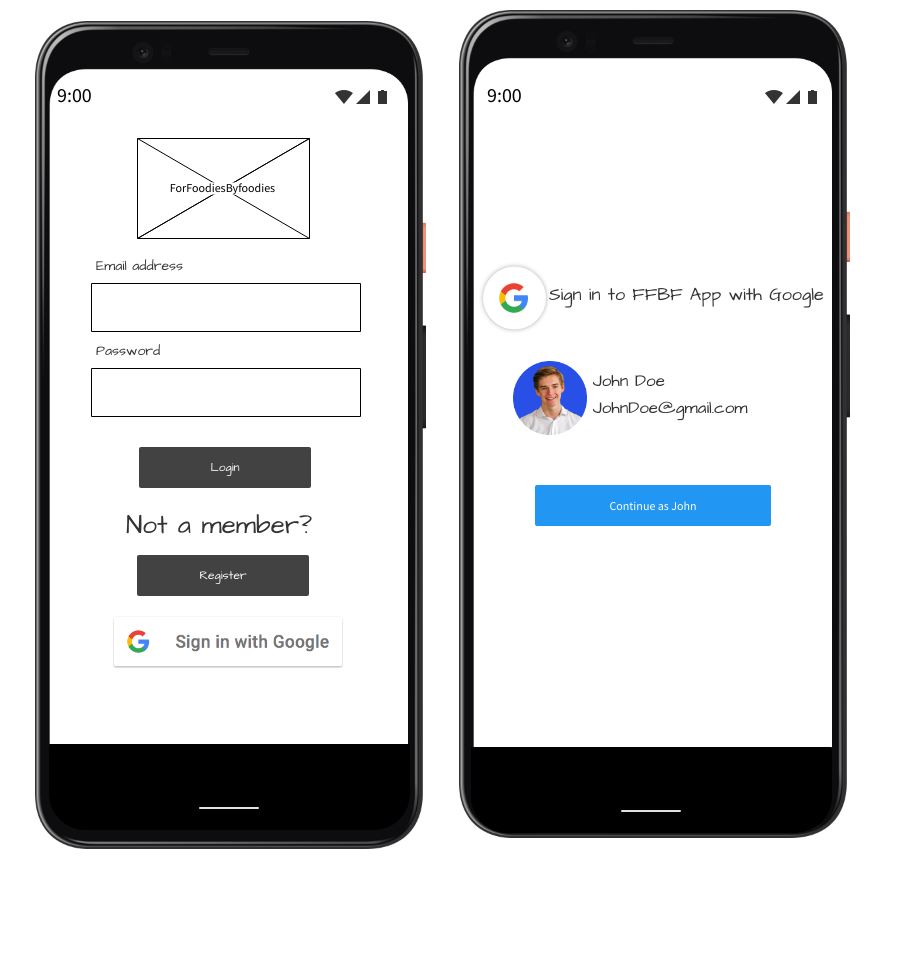 9:00
ForFoodiesByfoodies
Email address
Password
Login
Not a member?
Register
Sign in with Google
9:00
Sign in to FFBF App with Google
John Doe
JohnDoe@gmail.com
Continue as John